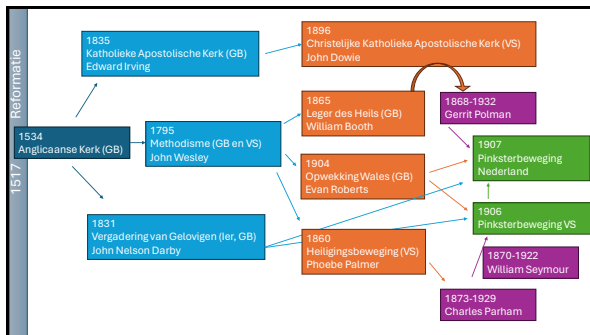 1517 Reformatie
1534
Anglicaanse Kerk (GB)
1835
Katholieke Apostolische Kerk (GB)
Edward Irving
1795
Methodisme (GB en VS)
John Wesley
1831
Vergadering van Gelovigen (Ier, GB)
John Nelson Darby
1896
Christelijke Katholieke Apostolische Kerk (VS)
John Dowie
1865
Leger des Heils (GB)
William Booth
1904
Opwekking Wales (GB)
Evan Roberts
1860
Heiligingsbeweging (VS)
Phoebe Palmer
1868-1932
Gerrit Polman
1907
Pinksterbeweging
Nederland
1906
Pinksterbeweging VS
1870-1922
William Seymour
1873-1929
Charles Parham